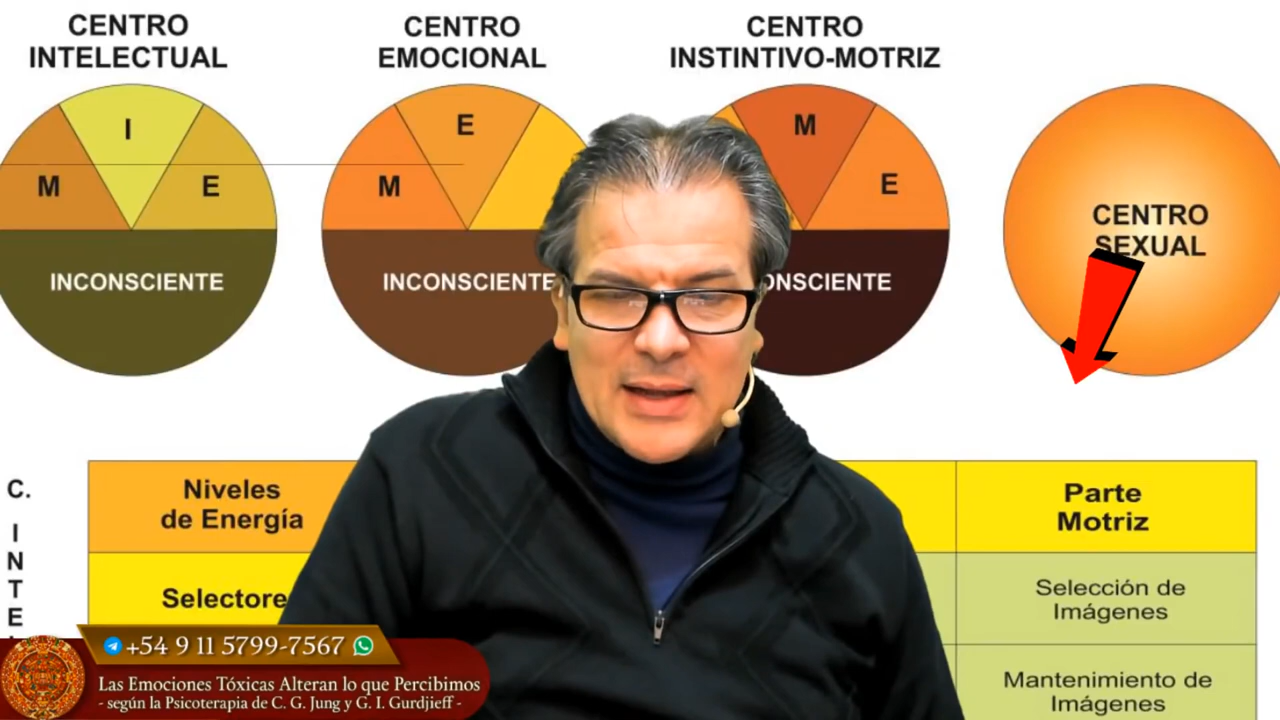 CENTRO
INTELECTUAL
CENTRO
EMOCIONAL
CENTRO
INSTINTIVO-MOTRIZ
I
M
E
INCONSCIENTE
E
M
INCONSCIENTE
M
E
ONSCIENTE
CENTRO
SEXUAL
C.
I
N
T
E
Niveles
de Energía
Selectore
Parte
Motriz
Selección de
Imágenes
Mantenimiento de
Imágenes
+54 9 11 5799-7567
Las Emociones Tóxicas Alteran lo que Percibimos
- según la Psicoterapia de C. G. Jung y G. I. Gurdjieff -